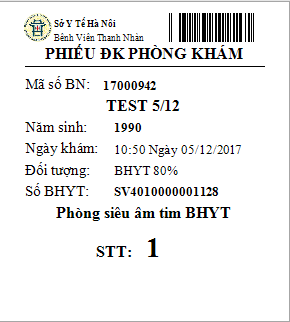 Sở Y Tế Hà Nôi
Bệnh Viện Thanh Nhàn
PHIẾU ĐK PHÒNG KHÁM
Mã số BN: 17000942
TEST 5/12
Năm sinh: 1990
Ngày khám: 10:50 Ngày 05/12/2017
Đối tượng: BHYT 80%
Số BHYT: SV4010000001128
Phòng siêu âm tim BHYT
STT: 1